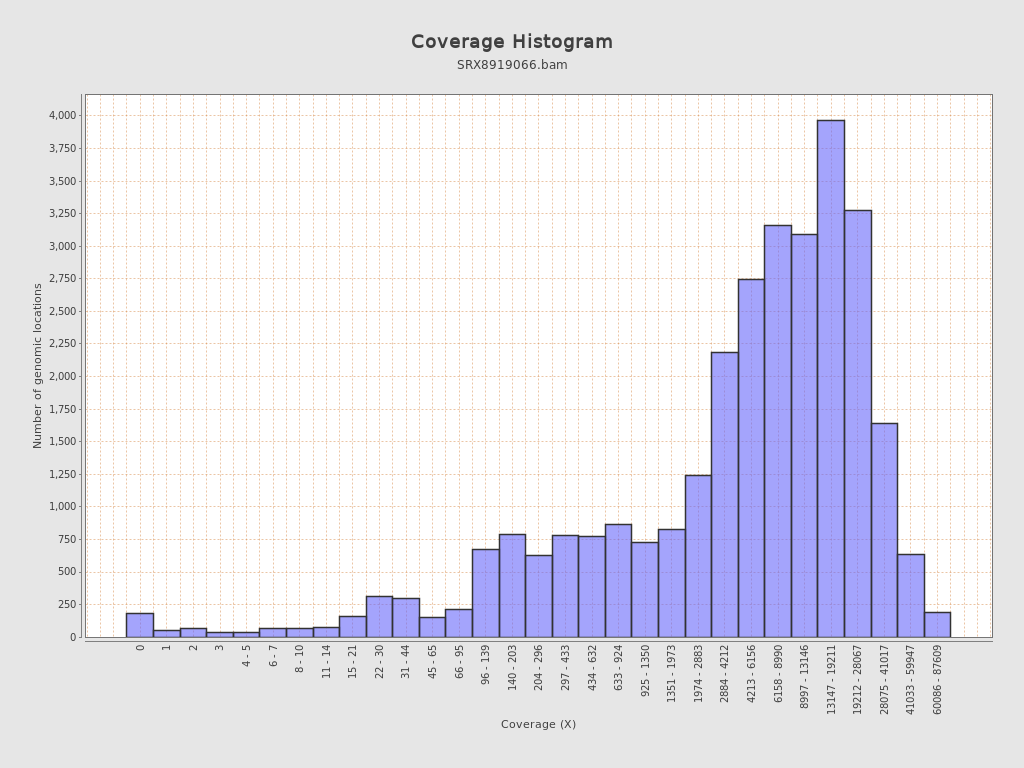 Coverage Histogram
SRX8919066.bam
Number of genomic locations
4,000
3,750
3,500
3,250
3,000
2,750
2,500
2,250
2,000
1,750
1,500
1,250
1,000
750
500
250
0
0
1
2
3
4 - 5
6 - 7
8 - 10
11 - 14
15 - 21
22 - 30
31 - 44
45 - 65
66 - 95
96 - 139
140 - 203
204 - 296
297 - 433
434 - 632
633 - 924
925 - 1350
1351 - 1973
1974 - 2883
2884 - 4212
4213 - 6156
6158 - 8990
8997 - 13146
13147 - 19211
19212 - 28067
28075 - 41017
41033 - 59947
60086 - 87609
Coverage (X)